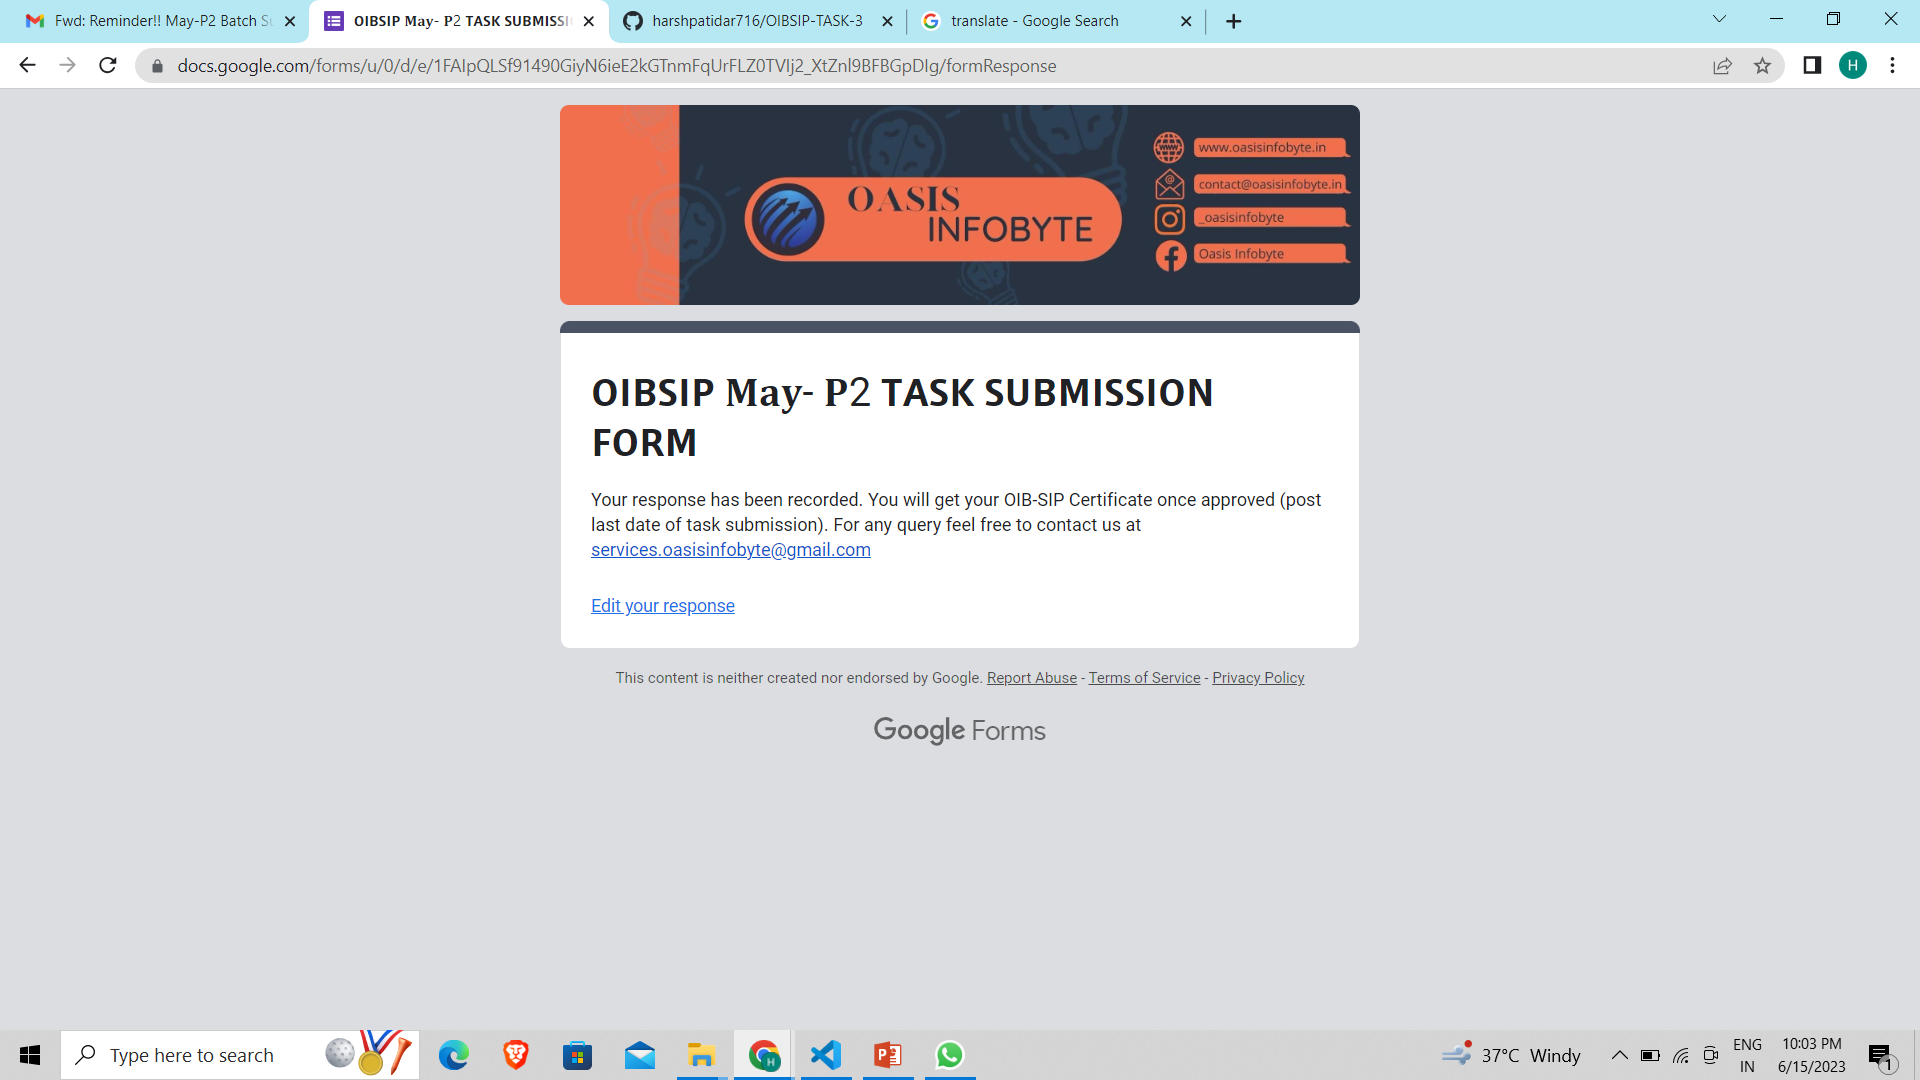 Fwd: Reminder!! May-P2 Batch Su
OIBSIP May- P2 TASK SUBMISSI
harshpatidar716/OIBSIP-TASK-3
translate - Google Search
docs.google.com/forms/u/0/d/e/1FAIpQLSf91490GiyN6ieE2kGTnmFqUrFLZ0TVIj2_XtZnl9BFBGpDIg/formResponse
H
OASIS
INFOBYTE
www.oasisinfobyte.in
contact@oasisinfobyte.in
_oasisinfobyte
Oasis Infobyte
OIBSIP May- P2 TASK SUBMISSION
FORM
Your response has been recorded. You will get your OIB-SIP Certificate once approved (post
last date of task submission). For any query feel free to contact us at
services.oasisinfobyte@gmail.com
Edit your response
This content is neither created nor endorsed by Google. Report Abuse - Terms of Service - Privacy Policy
Google Forms
Type here to search
37°C Windy
ENG
IN
10:03 PM
6/15/2023
1